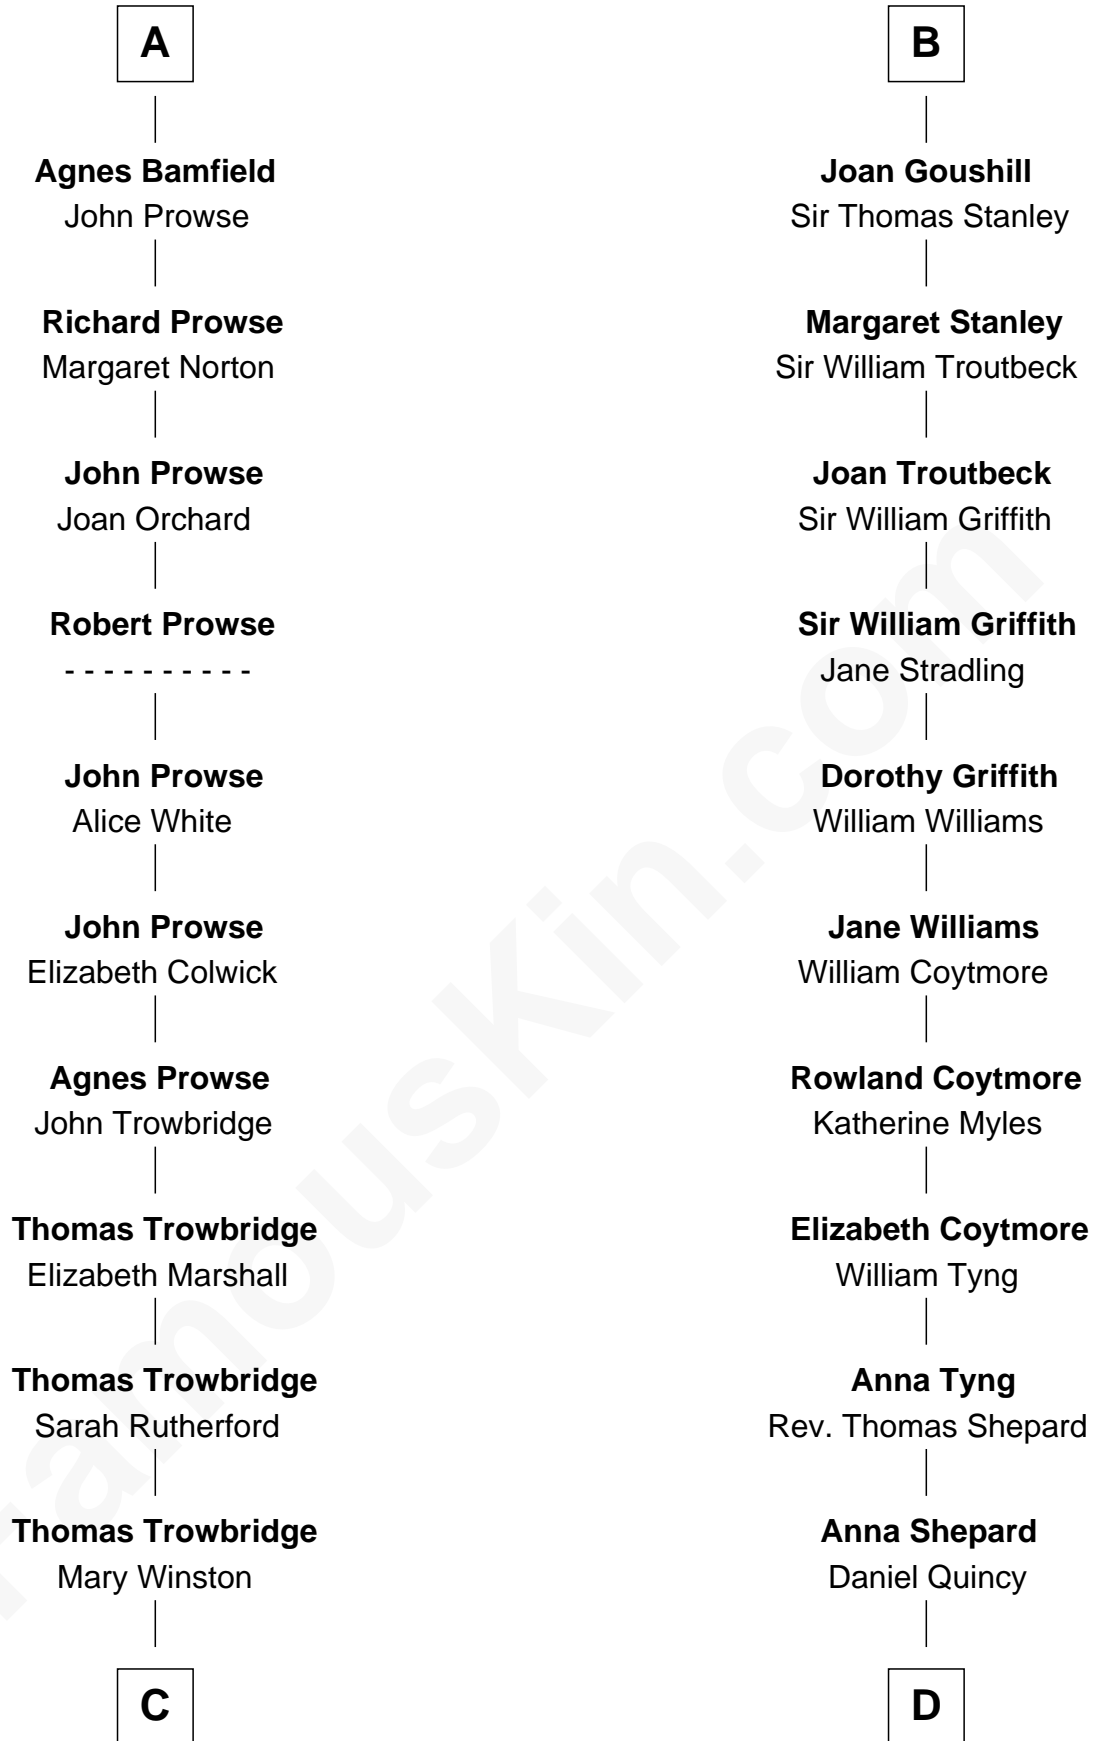 A
Agnes Bamfield
John Prowse
Richard Prowse
Margaret Norton
John Prowse
Joan Orchard
Robert Prowse
- - - - - - - - - -
John Prowse
Alice White
John Prowse
Elizabeth Colwick
Agnes Prowse
John Trowbridge
Thomas Trowbridge
Elizabeth Marshall
Thomas Trowbridge
Sarah Rutherford
Thomas Trowbridge
Mary Winston
C
B
Joan Goushill
Sir Thomas Stanley
Margaret Stanley
Sir William Troutbeck
Joan Troutbeck
Sir William Griffith
Sir William Griffith
Jane Stradling
Dorothy Griffith
William Williams
Jane Williams
William Coytmore
Rowland Coytmore
Katherine Myles
Elizabeth Coytmore
William Tyng
Anna Tyng
Rev. Thomas Shepard
Anna Shepard
Daniel Quincy
D
FamousKin.com